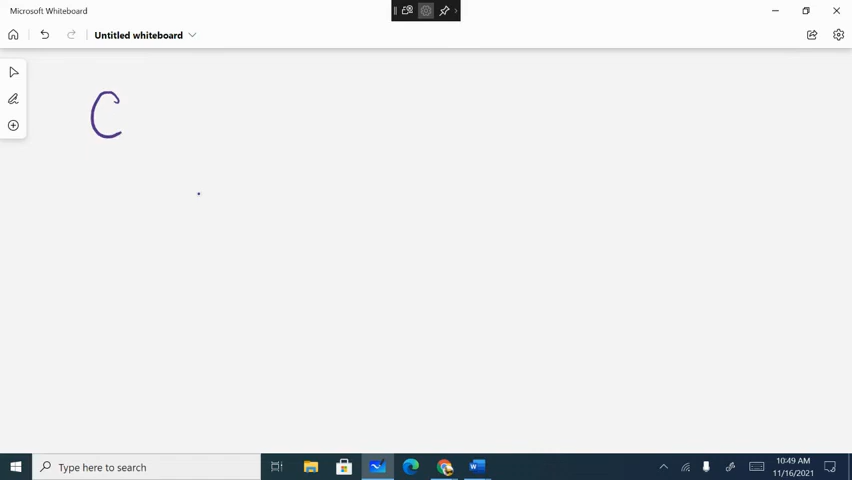 Microsoft Whiteboard
Untitled whiteboard
C
Type here to search
10:49 AM
11/16/2021